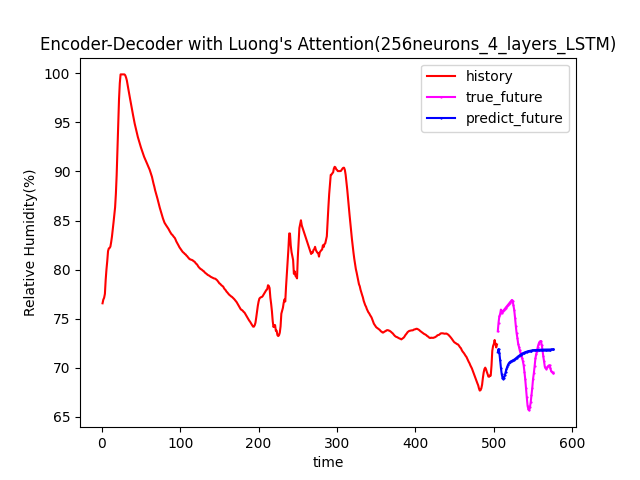 Encoder-Decoder with Luong's Attention(256neurons_4_layers_LSTM)
history
true_future
predict_future
Relative Humidity(%)
100
95
90
85
80
75
70
65
0 100 200 300 400 500 600
time